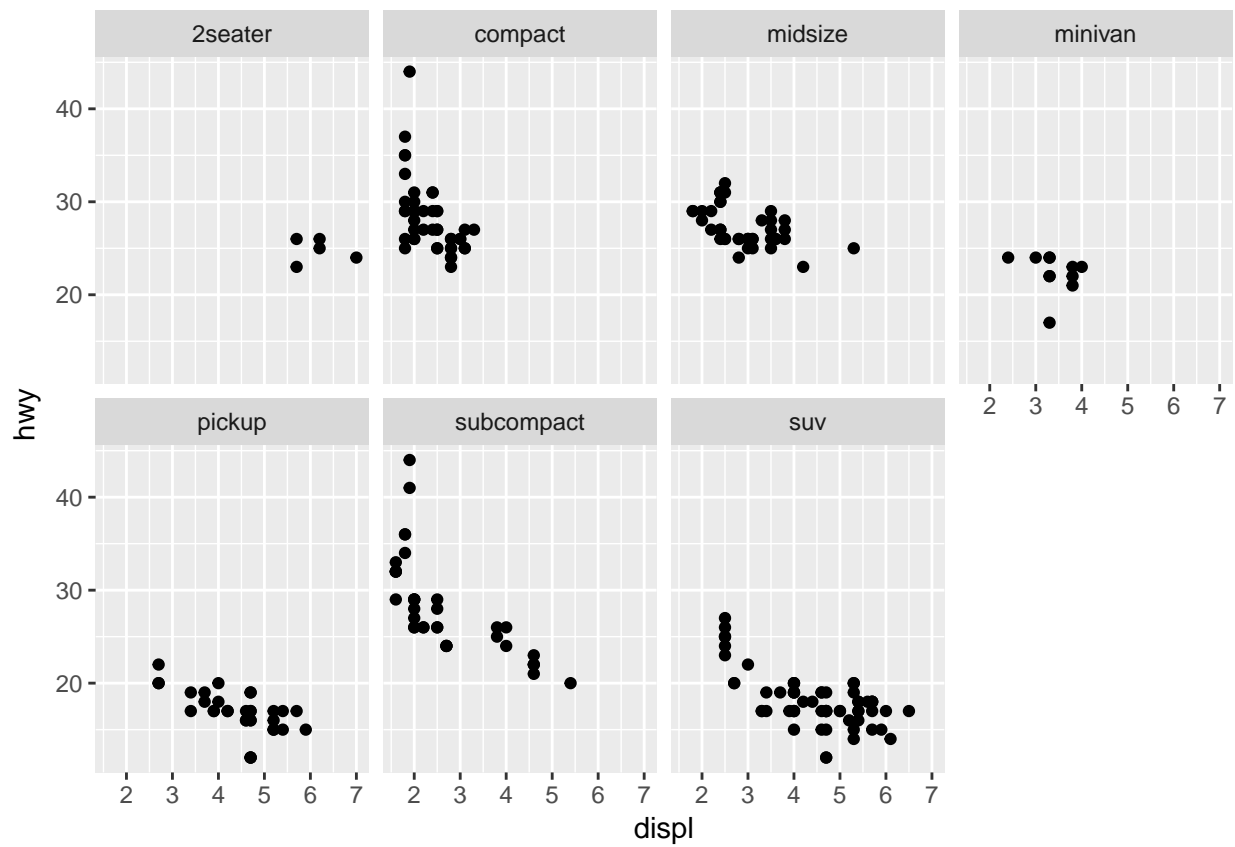 2seater compact midsize minivan
40
30
20
2 3 4 5 6 7
hwy
pickup subcompact suv
40
30
20
2 3 4 5 6 7 2 3 4 5 6 7 2 3 4 5 6 7
displ